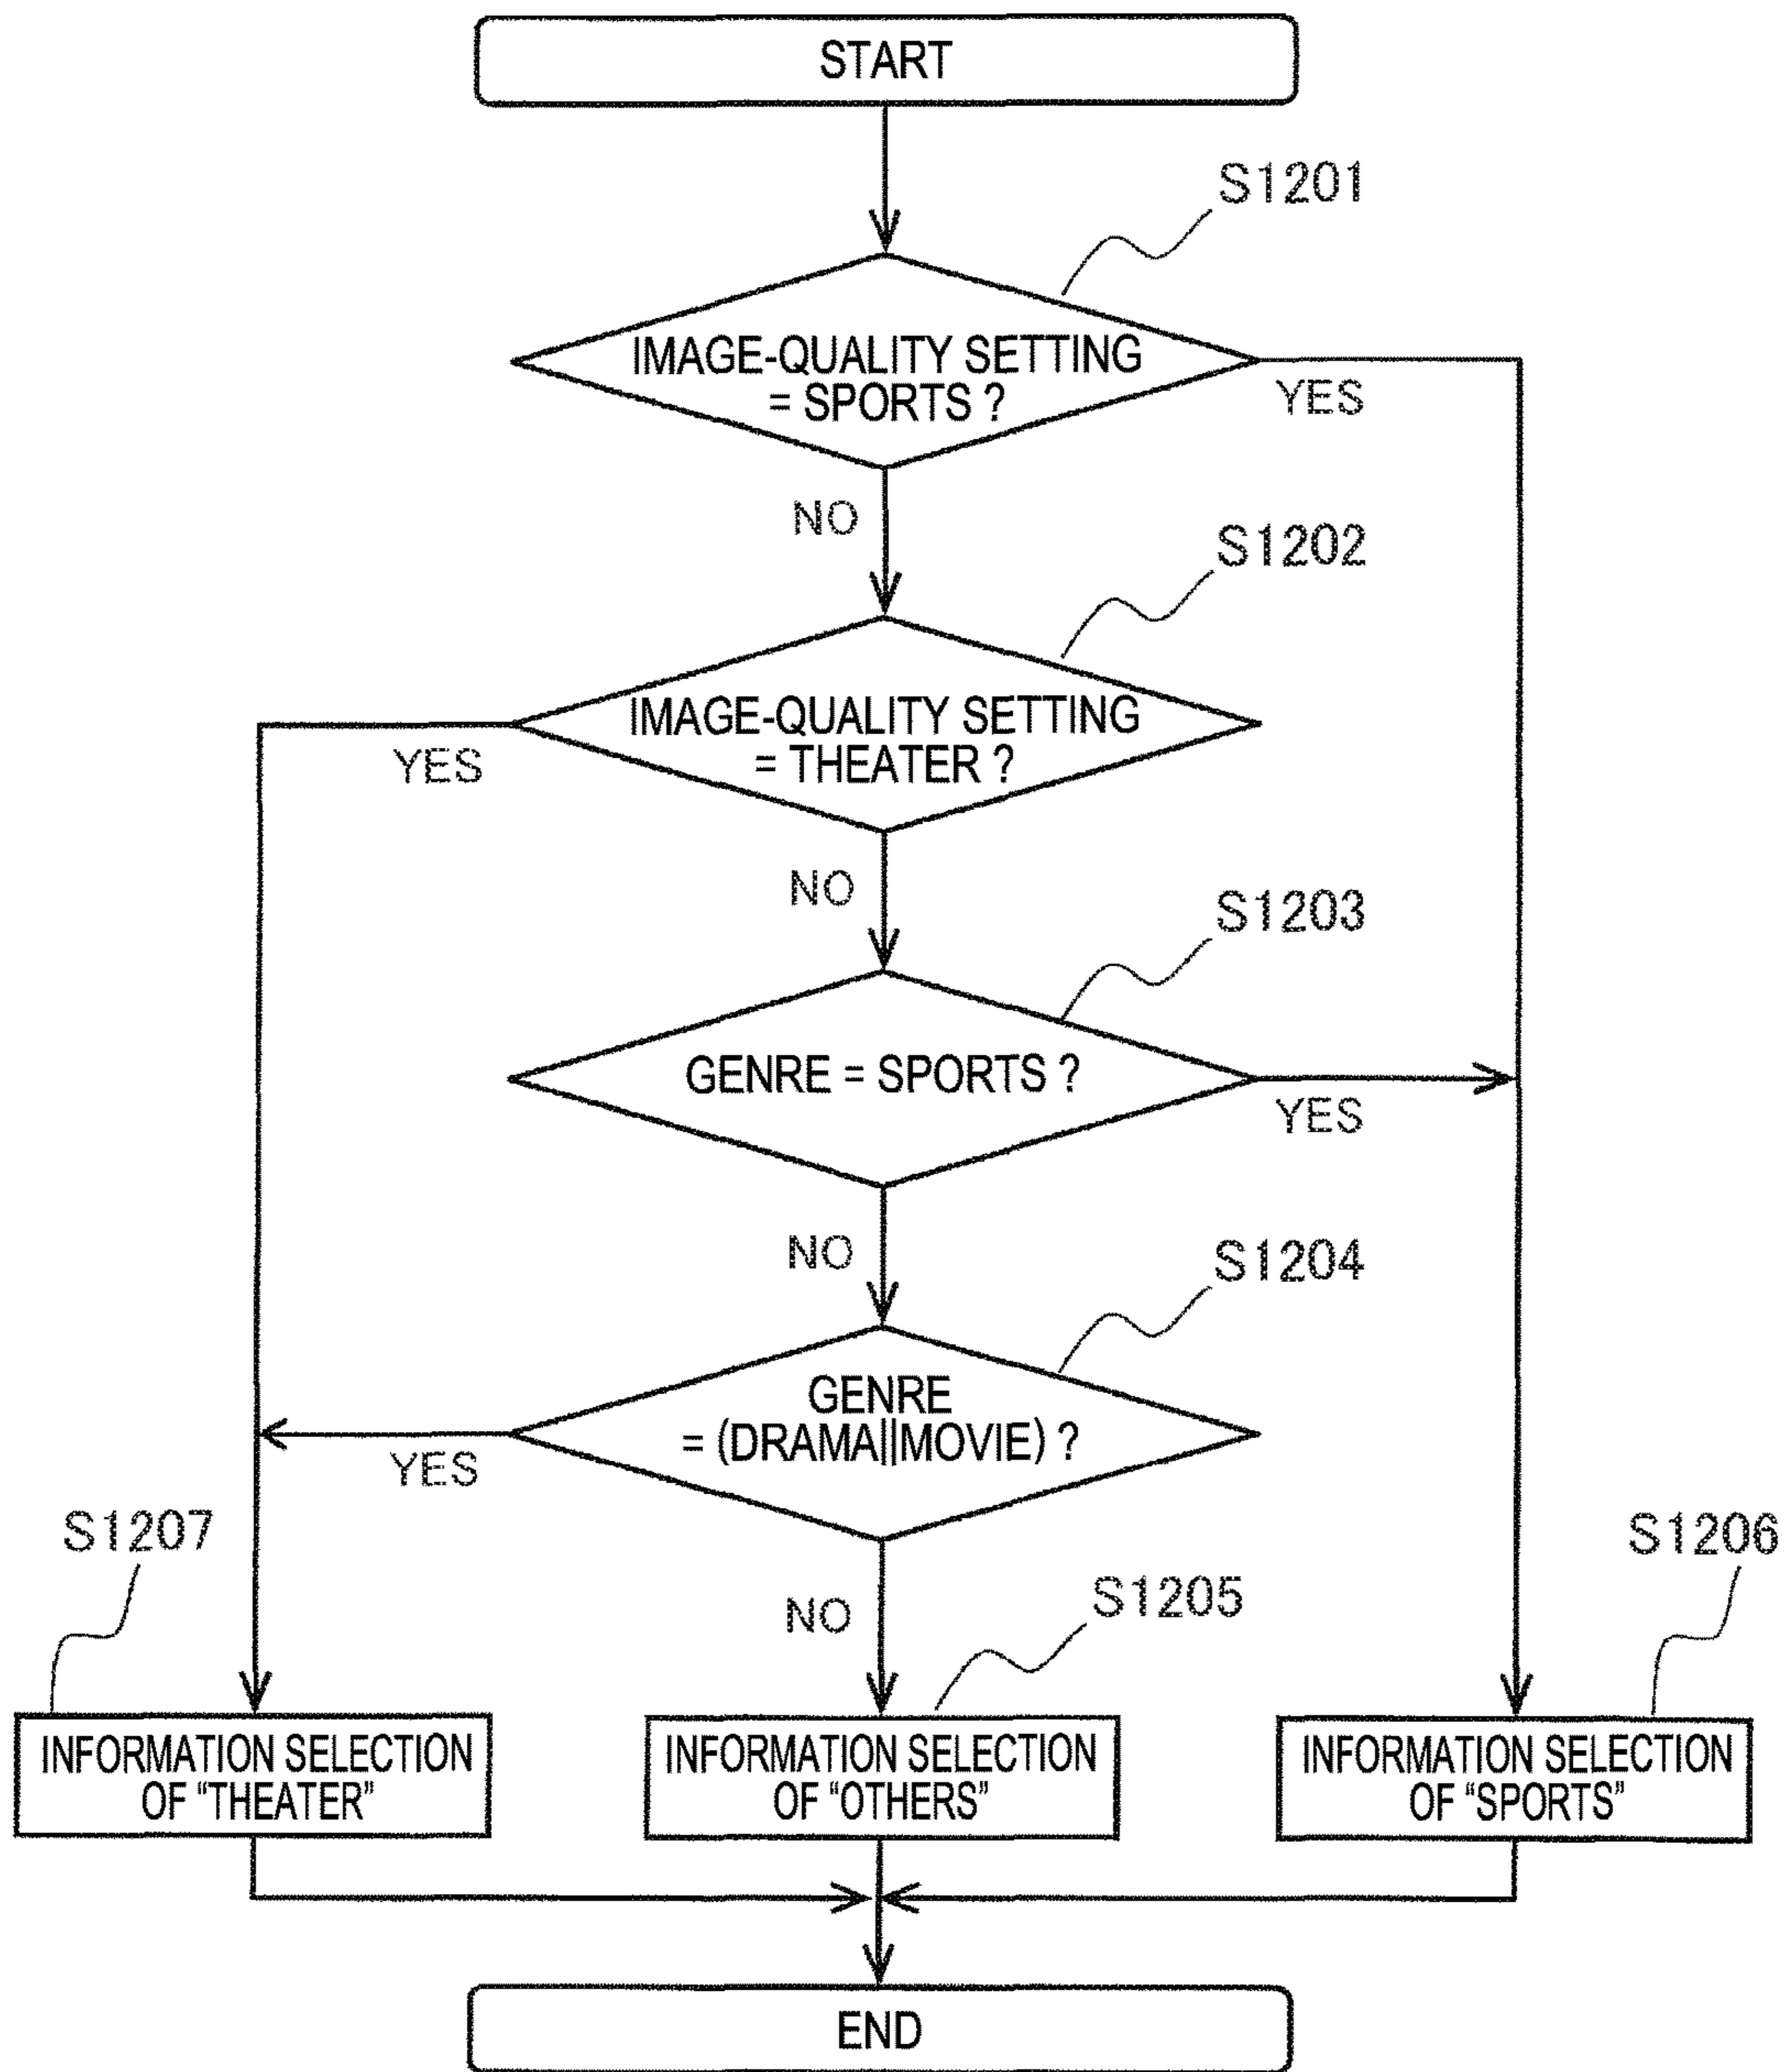 START
S1201
IMAGE-QUALITY SETTING
= SPORTS ?
YES
NO
S1202
IMAGE-QUALITY SETTING
= THEATER ?
YES
NO
S1203
GENRE = SPORTS ?
YES
NO
S1204
GENRE
= (DRAMA||MOVIE) ?
YES
S1207
S1206
NO
S1205
INFORMATION SELECTION
OF “THEATER”
INFORMATION SELECTION
OF “OTHERS”
INFORMATION SELECTION
OF “SPORTS”
END